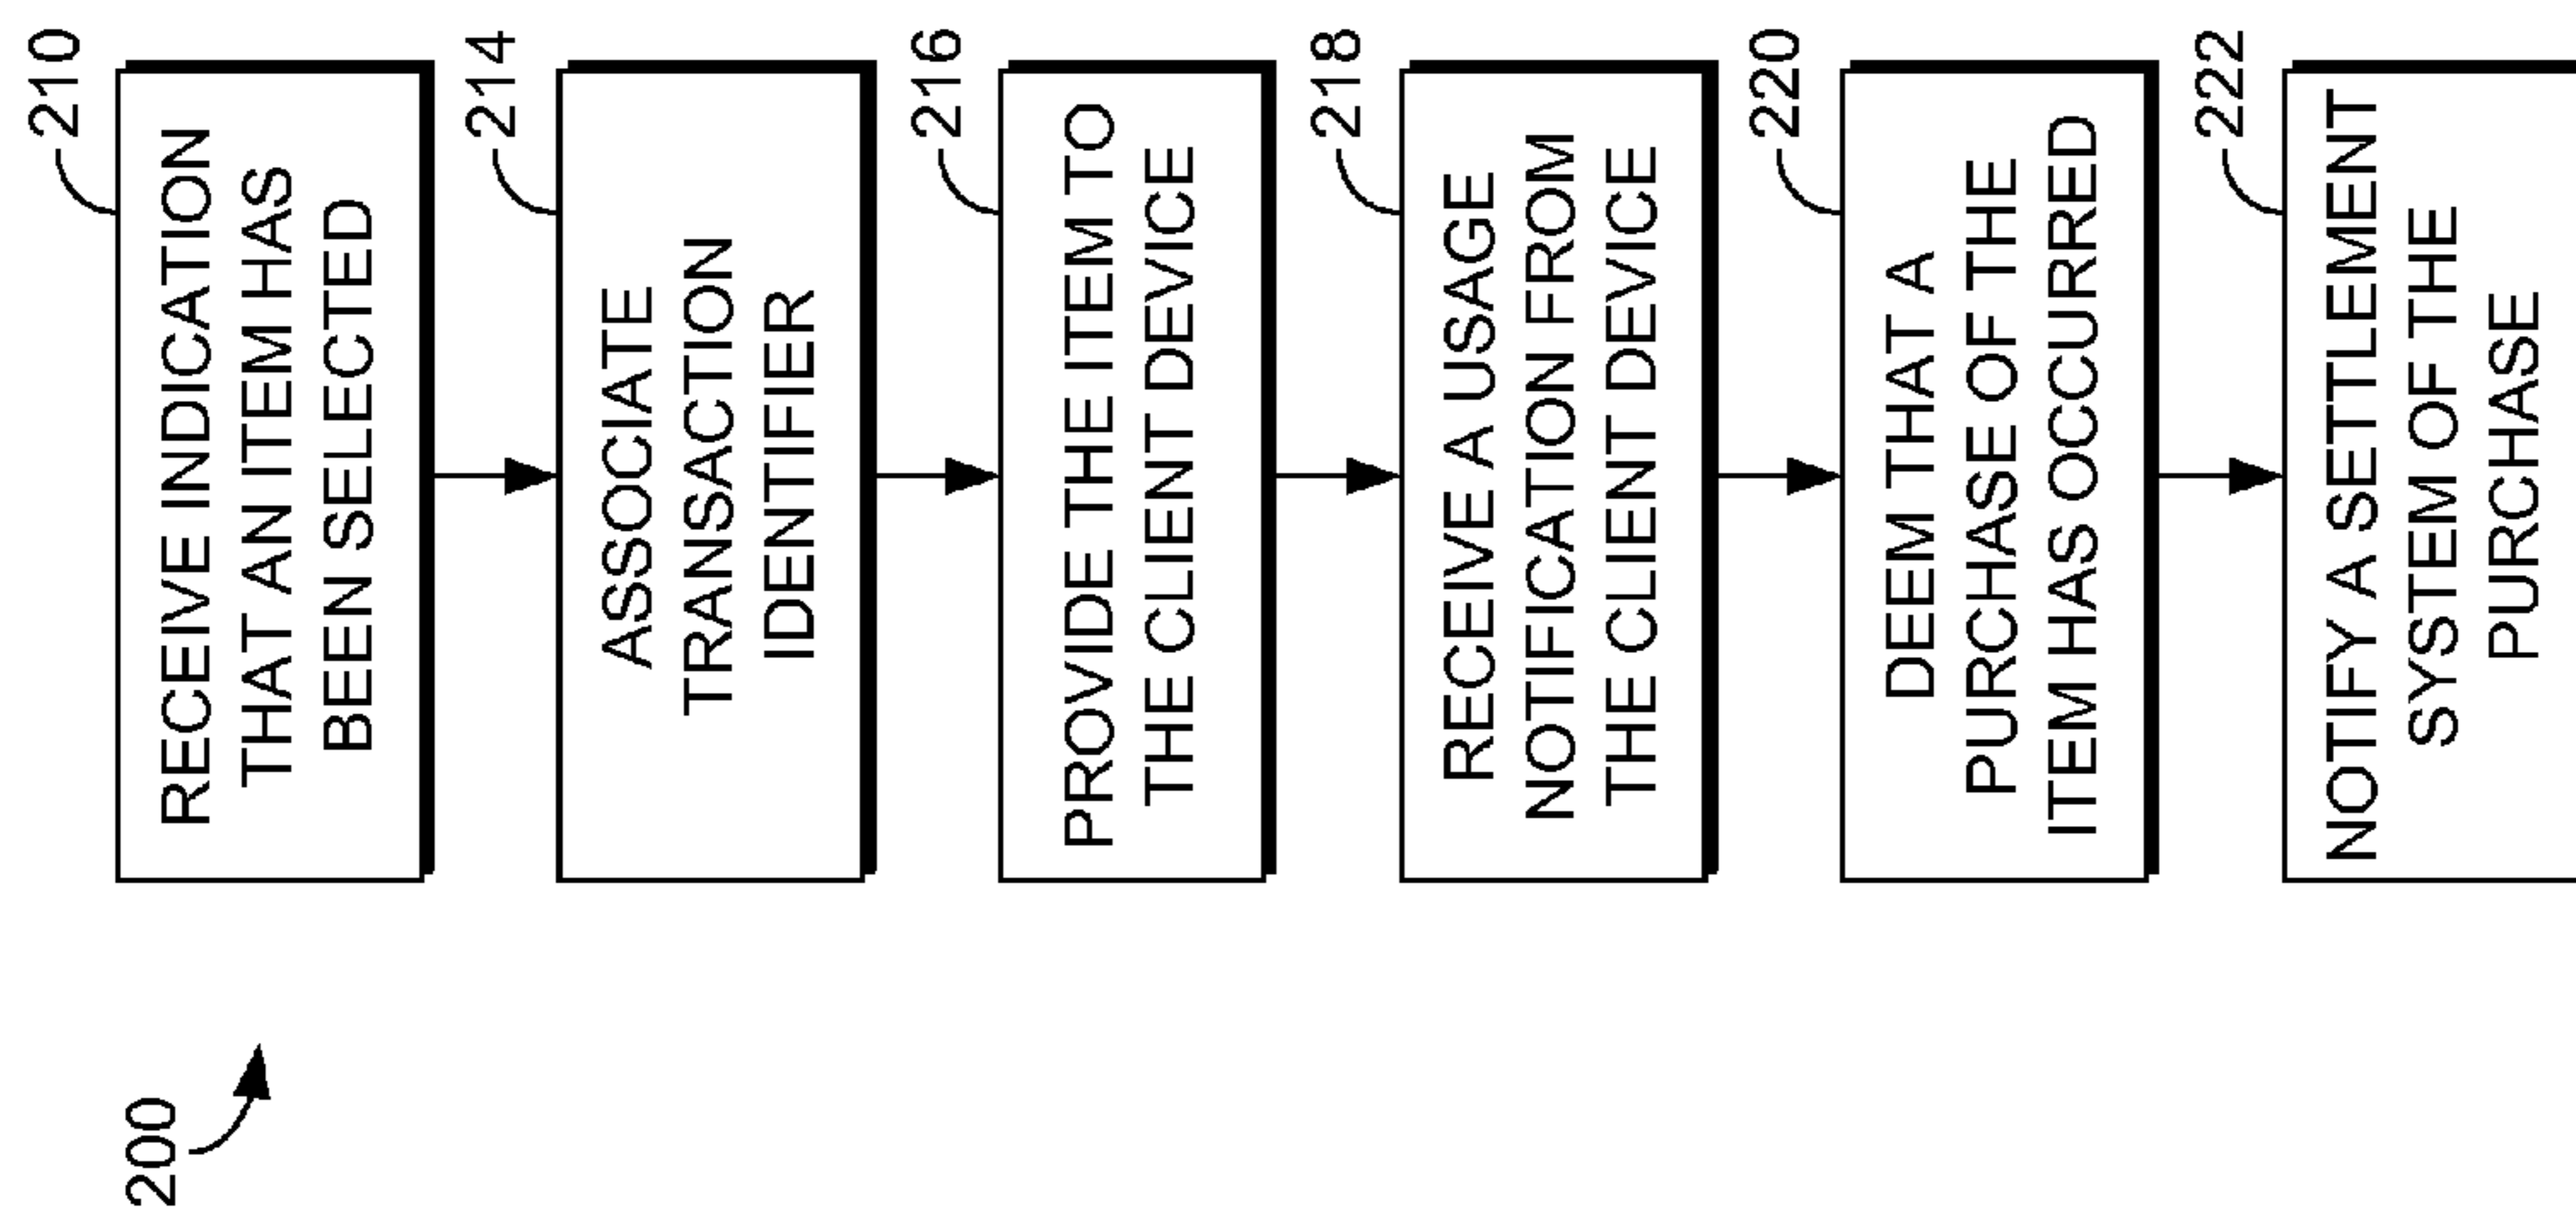 200
210
RECEIVE INDICATION
THAT AN ITEM HAS
BEEN SELECTED
214
ASSOCIATE
TRANSACTION
IDENTIFIER
216
PROVIDE THE ITEM TO
THE CLIENT DEVICE
218
RECEIVE A USAGE
NOTIFICATION FROM
THE CLIENT DEVICE
220
DEEM THAT A
PURCHASE OF THE
ITEM HAS OCCURRED
222
NOTIFY A SETTLEMENT
SYSTEM OF THE
PURCHASE